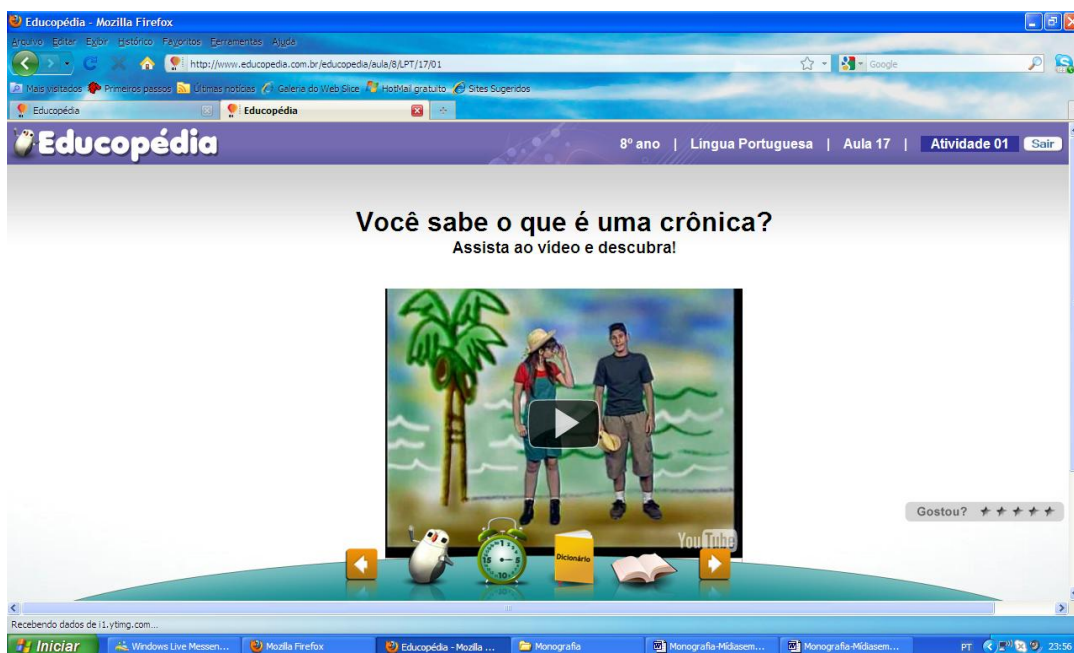 Educopédia - Mozilla Firefox
Arquivo Editar Exibir Histórico Favoritos Ferramentas Ajuda
http://www.educopedia.com.br/educopedia/aula/8/LPT/17/01
Google
Mais visitados Primeiros passos Últimas notícias Galeria do Web Slice HotMail gratuito Sites Sugeridos
Educopédia Educopédia
Educopédia 8º ano | Língua Portuguesa | Aula 17 | Atividade 01 Sair
Você sabe o que é uma crônica?
Assista ao vídeo e descubra!
Gostou?
YouTube
Dicionário
Recebendo dados de i1.ytimg.com...
Iniciar Windows Live Messen... Mozilla Firefox Educopédia - Mozilla ... Monografia Monografia-Mídiasem... Monografia-Mídiasem... PT 23:56